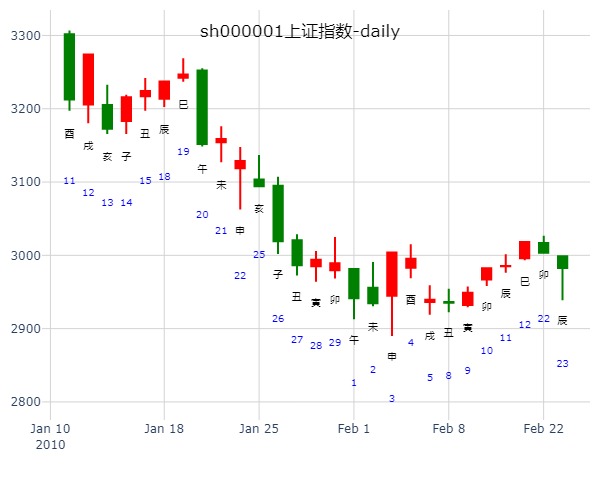 sh000001上证指数-daily
3300
3200
3100
3000
2900
2800
酉
11
戌
12
亥
13
子
14
丑
15
辰
18
巳
19
午
20
未
21
申
22
亥
25
子
26
丑
27
寅
28
卯
29
午
1
未
2
申
3
酉
4
戌
5
丑
8
寅
9
卯
10
辰
11
巳
12
卯
22
辰
23
Jan 10
2010
Jan 18
Jan 25
Feb 1
Feb 8
Feb 22